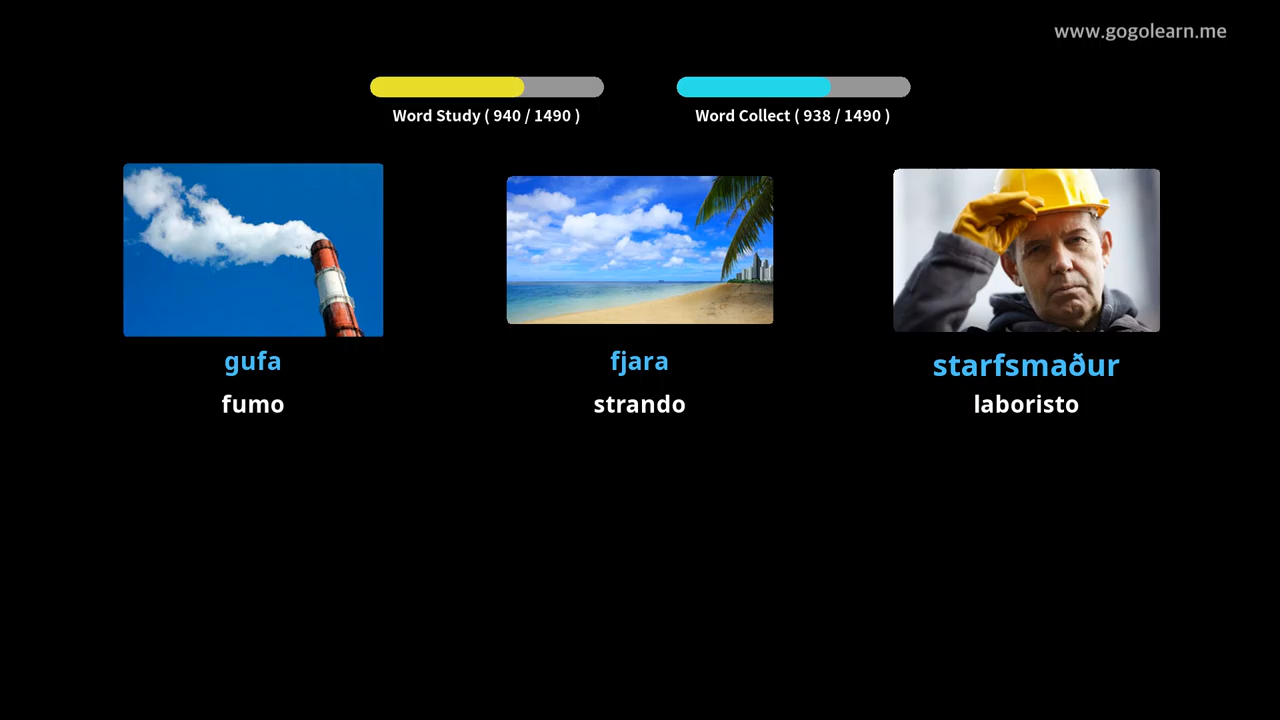 www.gogolearn.me
Word Study ( 940 / 1490 )
Word Collect ( 938 / 1490 )
gufa
fumo
fjara
strando
starfsmaður
laboristo